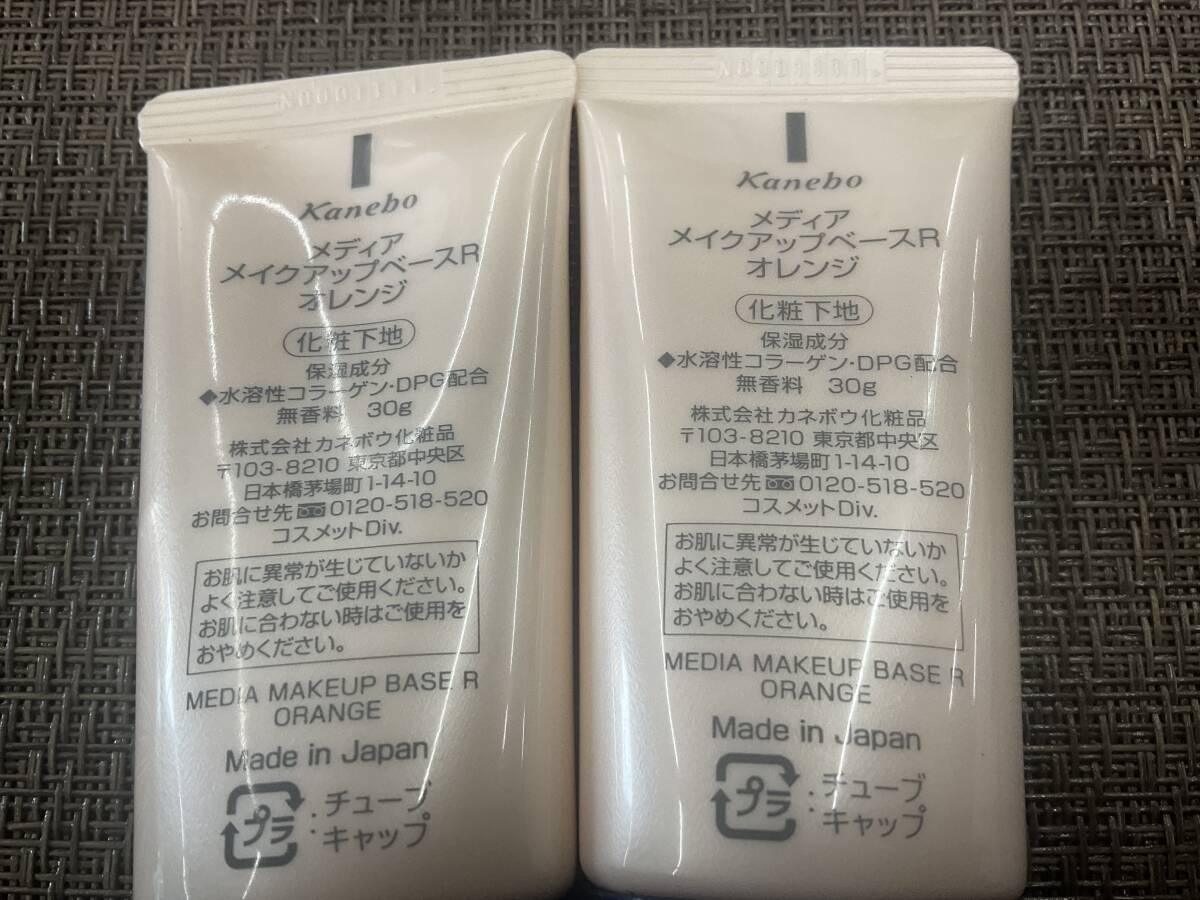 Kanebo
メディア
メイクアップベースR
オレンジ
化粧下地
保湿成分
◆水溶性コラーゲン・DPG配合
無香料 30g
株式会社カネボウ化粧品
〒103-8210 東京都中央区
日本橋茅場町1-14-10
お問合せ先 0120-518-520
コスメットDiv.
お肌に異常が生じていないか
よく注意してご使用ください。
お肌に合わない時はご使用を
おやめください。
MEDIA MAKEUP BASE R
ORANGE
Made in Japan
プラ
:チューブ
:キャップ
Kanebo
メディア
メイクアップベースR
オレンジ
化粧下地
保湿成分
◆水溶性コラーゲン・DPG配合
無香料 30g
株式会社カネボウ化粧品
〒103-8210 東京都中央区
日本橋茅場町1-14-10
お問合せ先 0120-518-520
コスメットDiv.
お肌に異常が生じていないか
よく注意してご使用ください。
お肌に合わない時はご使用を
おやめください。
MEDIA MAKEUP BASE R
ORANGE
Made in Japan
プラ
:チューブ
:キャップ